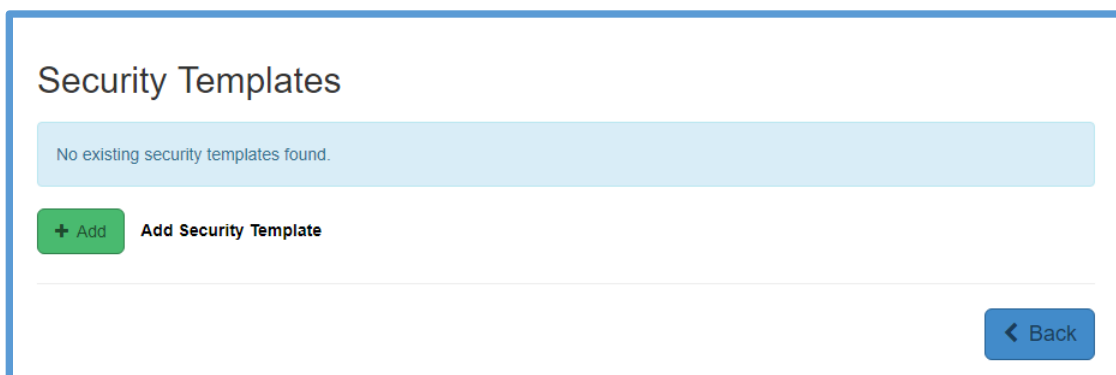 Security Templates
No existing security templates found.
Add Add Security Template
Back